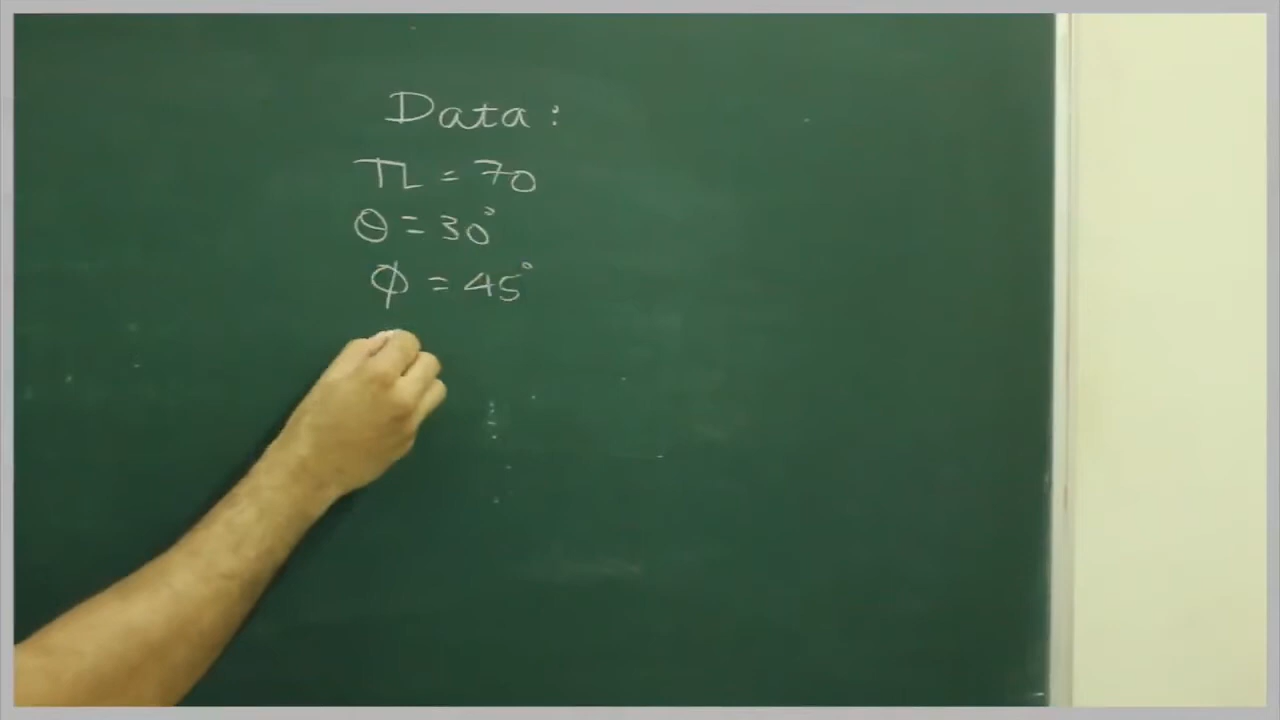 Data:
TL = 70
θ = 30°
ϕ = 45°